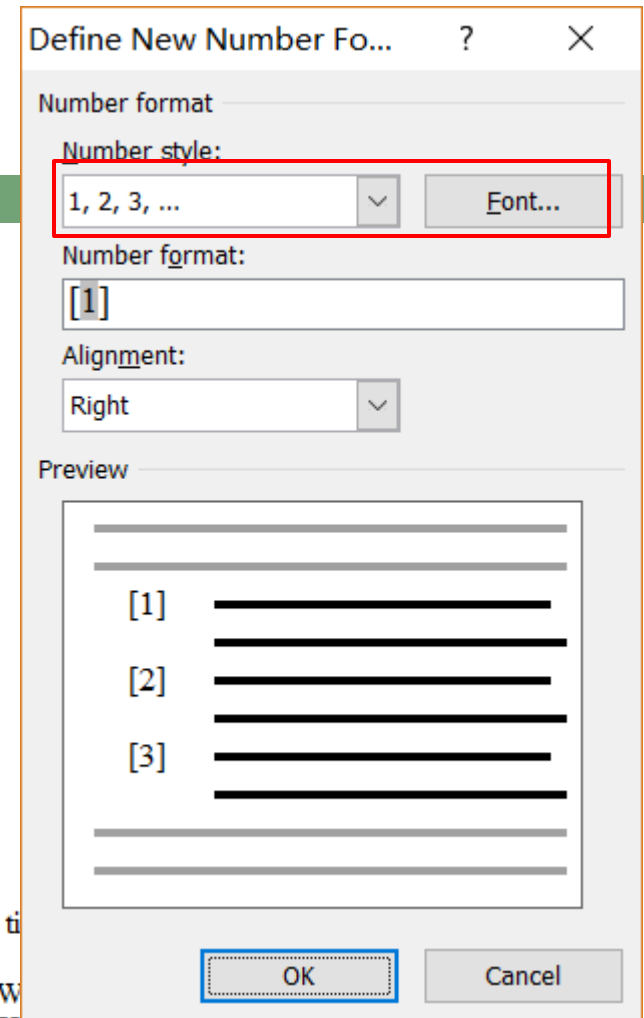 Define New Number Fo... ?
Number format
Number style:
1, 2, 3, ... Font...
Number format:
[1]
Alignment:
Right
Preview
[1]
[2]
[3]
ti
OK Cancel
W